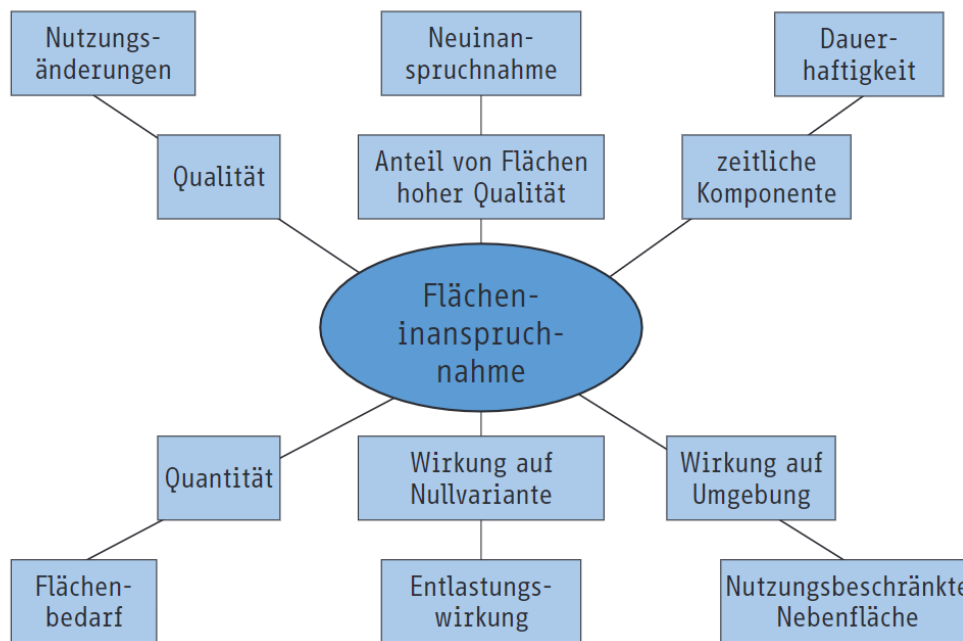 Nutzungs-
änderungen
Neuinan-
spruchnahme
Dauer-
haftigkeit
Qualität
Anteil von Flächen
hoher Qualität
zeitliche
Komponente
Flächen-
inanspruch-
nahme
Quantität
Wirkung auf
Nullvariante
Wirkung auf
Umgebung
Flächen-
bedarf
Entlastungs-
wirkung
Nutzungsbeschränkte
Nebenfläche